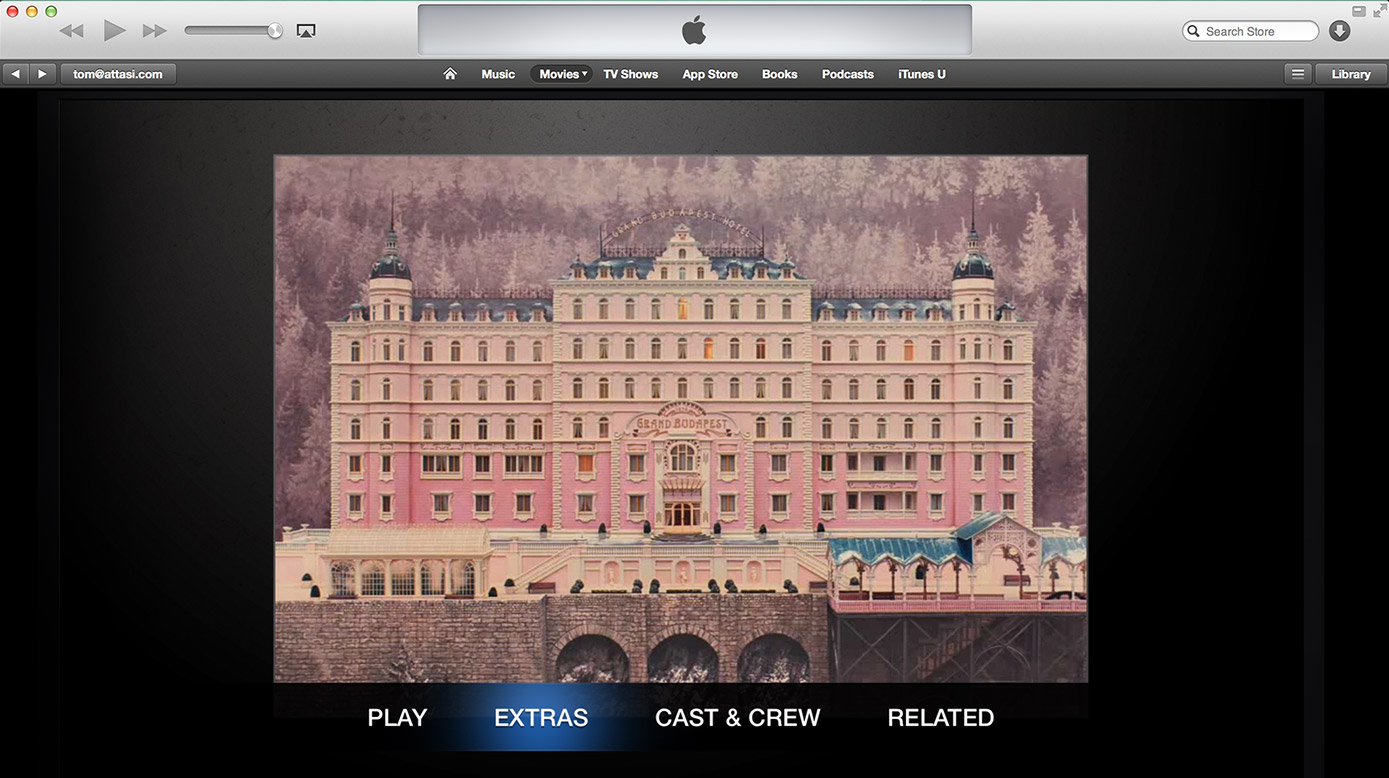 Search Store
tom@attasi.com
Music Movies TV Shows App Store Books Podcasts iTunes U
Library
GRAND BUDAPEST HOTEL
GRAND BUDAPEST
PLAY EXTRAS CAST & CREW RELATED